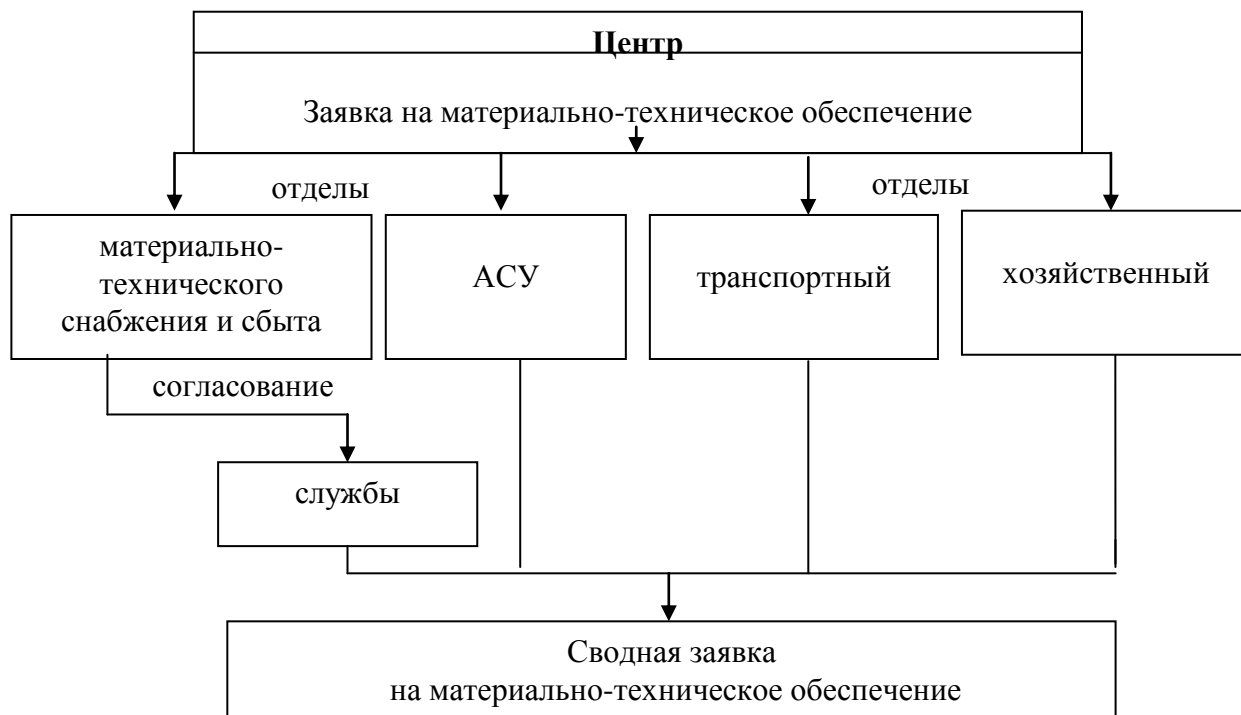 Центр
Заявка на материально-техническое обеспечение
отделы
отделы
материально-
технического
снабжения и сбыта
АСУ
транспортный
хозяйственный
согласование
службы
Сводная заявка
на материально-техническое обеспечение